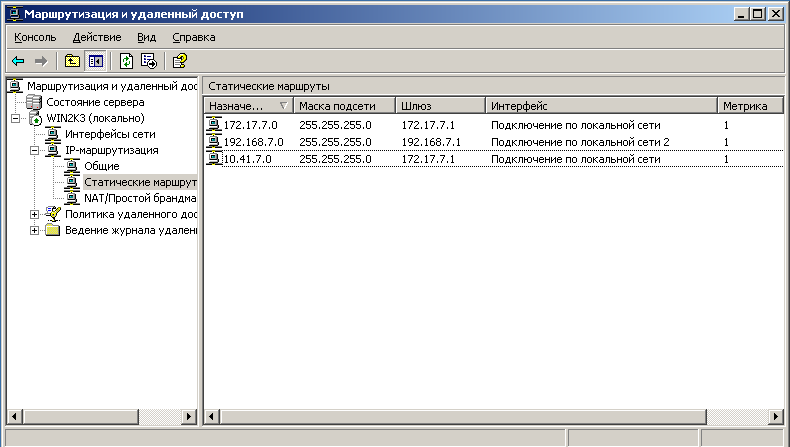 Маршрутизация и удаленный доступ
Консоль Действие Вид Справка
Маршрутизация и удаленный дос
Состояние сервера
WIN2K3 (локально)
Интерфейсы сети
IP-маршрутизация
Общие
Статические маршрут
NAT/Простой брандма
Политика удаленного дос
Ведение журнала удален
Статические маршруты
Назначе... Маска подсети Шлюз Интерфейс Метрика
172.17.7.0 255.255.255.0 172.17.7.1 Подключение по локальной сети 1
192.168.7.0 255.255.255.0 192.168.7.1 Подключение по локальной сети 2 1
10.41.7.0 255.255.255.0 172.17.7.1 Подключение по локальной сети 1